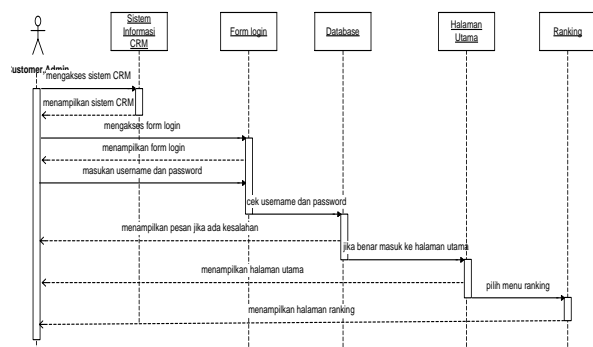 Sistem
Informasi
CRM
Form login
Database
Halaman
Utama
Ranking
Customer,Admin
mengakses sistem CRM
menampilkan sistem CRM
mengakses form login
menampilkan form login
masukan username dan password
cek username dan password
menampilkan pesan jika ada kesalahan
jika benar masuk ke halaman utama
menampilkan halaman utama
pilih menu ranking
menampilkan halaman ranking